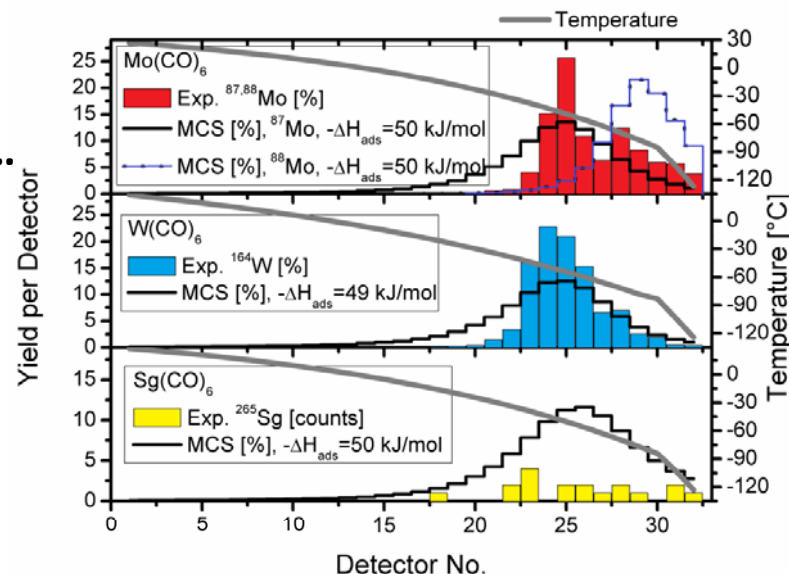 Temperature
Mo(CO)6
Exp. 87,88Mo [%]
MCS [%], 87Mo, -ΔHads=50 kJ/mol
MCS [%], 88Mo, -ΔHads=50 kJ/mol
25
20
15
10
5
0
30
0
-30
-60
-90
-120
W(CO)6
Exp. 164W [%]
MCS [%], -ΔHads=49 kJ/mol
25
20
15
10
5
0
0
-30
-60
-90
-120
Sg(CO)6
Exp. 265Sg [counts]
MCS [%], -ΔHads=50 kJ/mol
15
10
5
0
0
-30
-60
-90
-120
0 5 10 15 20 25 30
Yield per Detector
Temperature [°C]
Detector No.